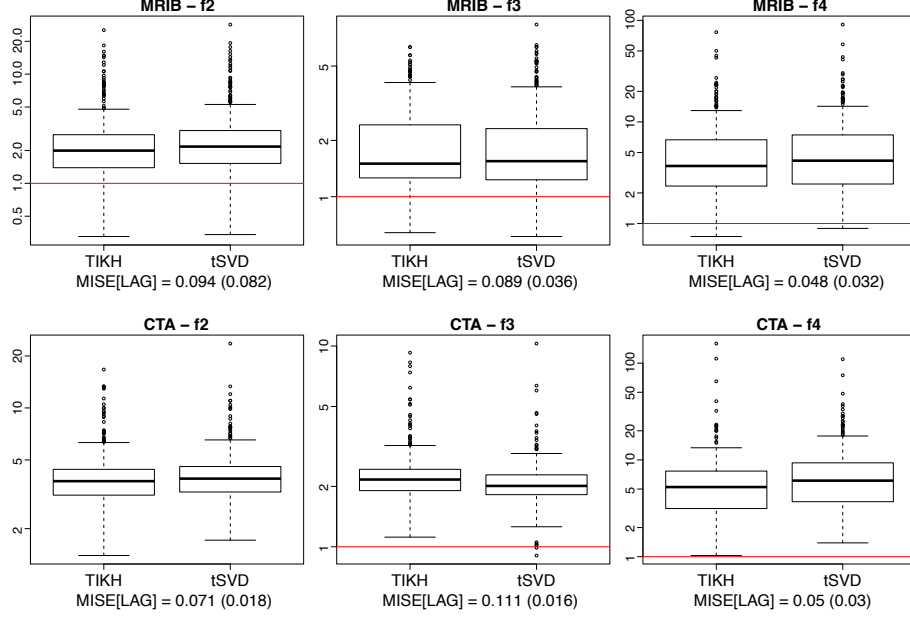 MRIB – f2
MRIB – f3
MRIB – f4
20.0
10.0
5.0
2.0
1.0
0.5
5
2
1
100
50
20
10
5
2
1
TIKH tSVD
TIKH tSVD
TIKH tSVD
MISE[LAG] = 0.094 (0.082)
MISE[LAG] = 0.089 (0.036)
MISE[LAG] = 0.048 (0.032)
CTA – f2
CTA – f3
CTA – f4
20
10
5
2
10
5
2
1
100
50
20
10
5
2
1
TIKH tSVD
TIKH tSVD
TIKH tSVD
MISE[LAG] = 0.071 (0.018)
MISE[LAG] = 0.111 (0.016)
MISE[LAG] = 0.05 (0.03)